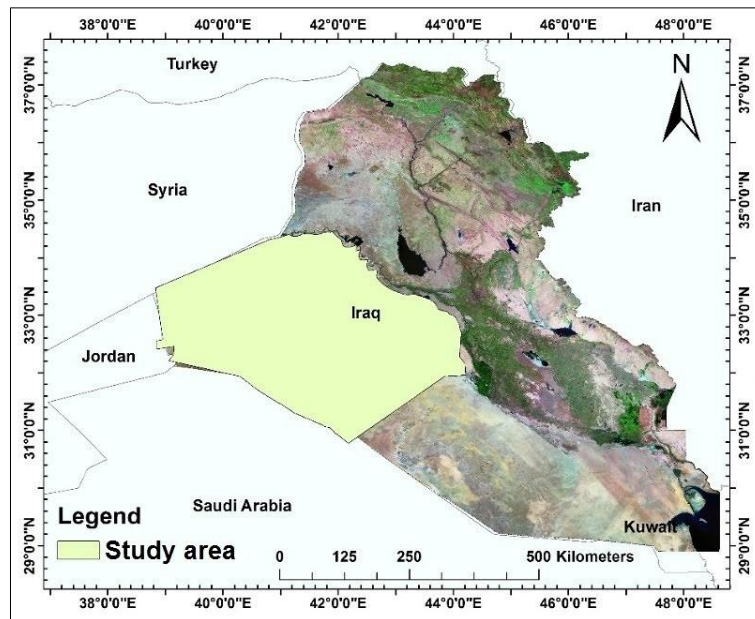 38°0'0"E 40°0'0"E 42°0'0"E 44°0'0"E 46°0'0"E 48°0'0"E
Turkey
N
37°0'0"N
37°0'0"N
Syria
35°0'0"N
35°0'0"N
Iran
33°0'0"N
Iraq
33°0'0"N
Jordan
31°0'0"N
31°0'0"N
Saudi Arabia
Legend
Kuwait
Study area
0 125 250 500 Kilometers
29°0'0"N
29°0'0"N
38°0'0"E 40°0'0"E 42°0'0"E 44°0'0"E 46°0'0"E 48°0'0"E